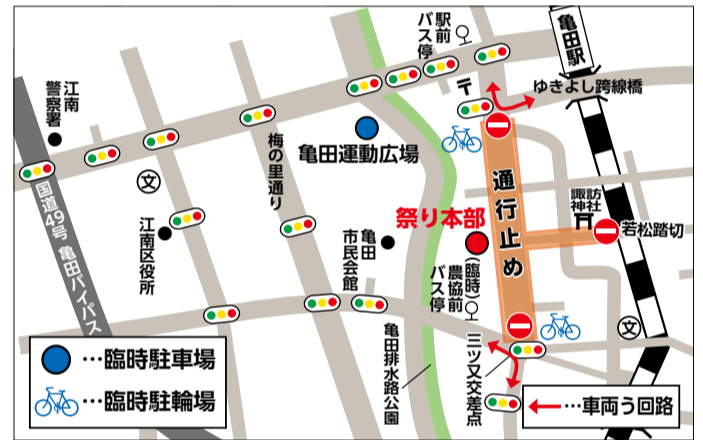 駅前
バス停
亀田駅
江南
警察署
〒
ゆきよし跨線橋
亀田運動広場
梅の里通り
文
通行止め
諏訪
神社
国道49号 亀田バイパス
江南区役所
亀田
市民会館
祭り本部
若松踏切
(臨時)
農協前
バス停
文
亀田排水路公園
三ツ又交差点
…臨時駐車場
…臨時駐輪場
…車両う回路